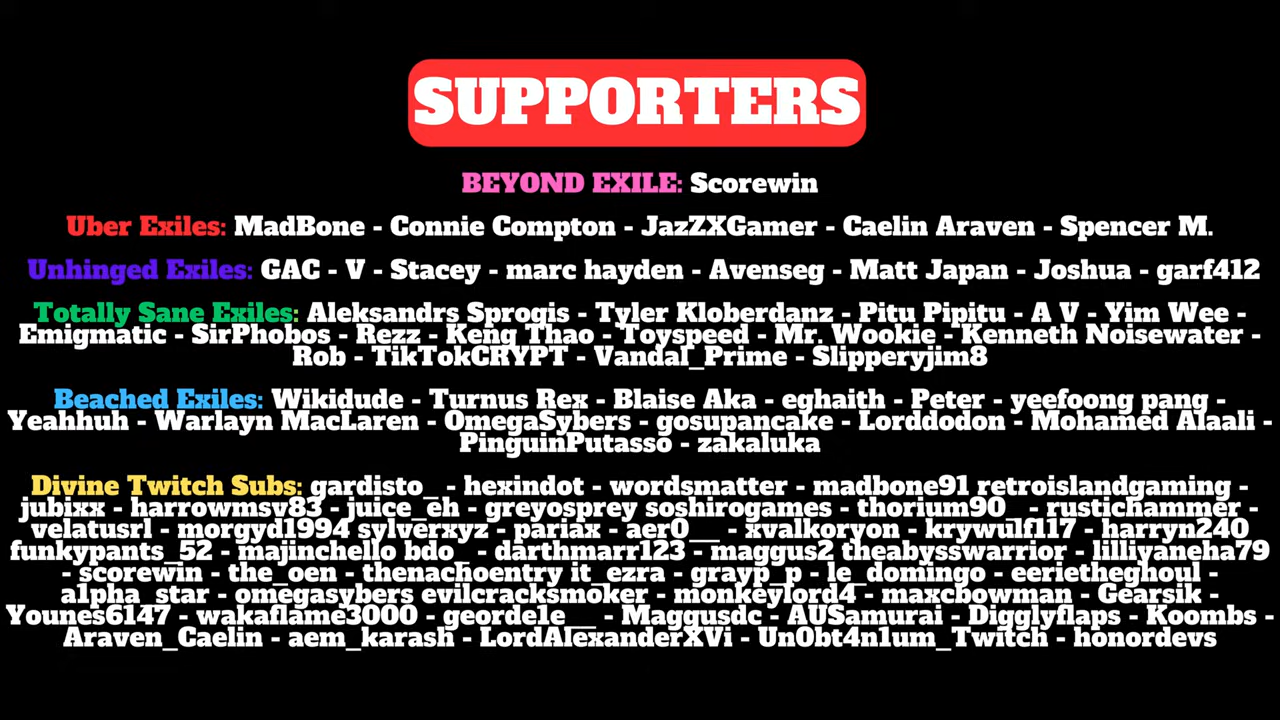 SUPPORTERS
BEYOND EXILE: Scorewin
Uber Exiles: MadBone - Connie Compton - JazZXGamer - Caelin Araven - Spencer M.
Unhinged Exiles: GAC - V - Stacey - marc hayden - Avenseg - Matt Japan - Joshua - garf412
Totally Sane Exiles: Aleksandrs Sprogis - Tyler Kloberdanz - Pitu Pipitu - A V - Yim Wee -
Emigmatic - SirPhobos - Rezz - Keng Thao - Toyspeed - Mr. Wookie - Kenneth Noisewater -
Rob - TikTokCRYPT - Vandal_Prime - Slipperyjim8
Beached Exiles: Wikidude - Turnus Rex - Blaise Aka - eghaith - Peter - yeefoong pang -
Yeahhuh - Warlayn MacLaren - OmegaSybers - gosupancake - Lorddodon - Mohamed Alaali -
PinguinPutasso - zakaluka
Divine Twitch Subs: gardisto_ - hexindot - wordsmatter - madbone91 retroislandgaming -
jubixx - harrowmsv83 - juice_eh - greyosprey soshirogames - thorium90_ - rustichammer -
velatusrl - morgyd1994 sylverxyz - pariax - aer0__ - xvalkoryon - krywulf117 - harryn240
funkypants_52 - majinchello bdo_ - darthmarr123 - maggus2 theabysswarrior - lilliyaneha79
- scorewin - the_oen - thenachoentry it_ezra - grayp_p - le_domingo - eerietheghoul -
a1pha_star - omegasybers evilcracksmoker - monkeylord4 - maxcbowman - Gearsik -
Younes6147 - wakaflame3000 - georde1e__ - Maggusdc - AUSamurai - Digglyflaps - Koombs -
Araven_Caelin - aem_karash - LordAlexanderXVi - Un0bt4n1um_Twitch - honordevs